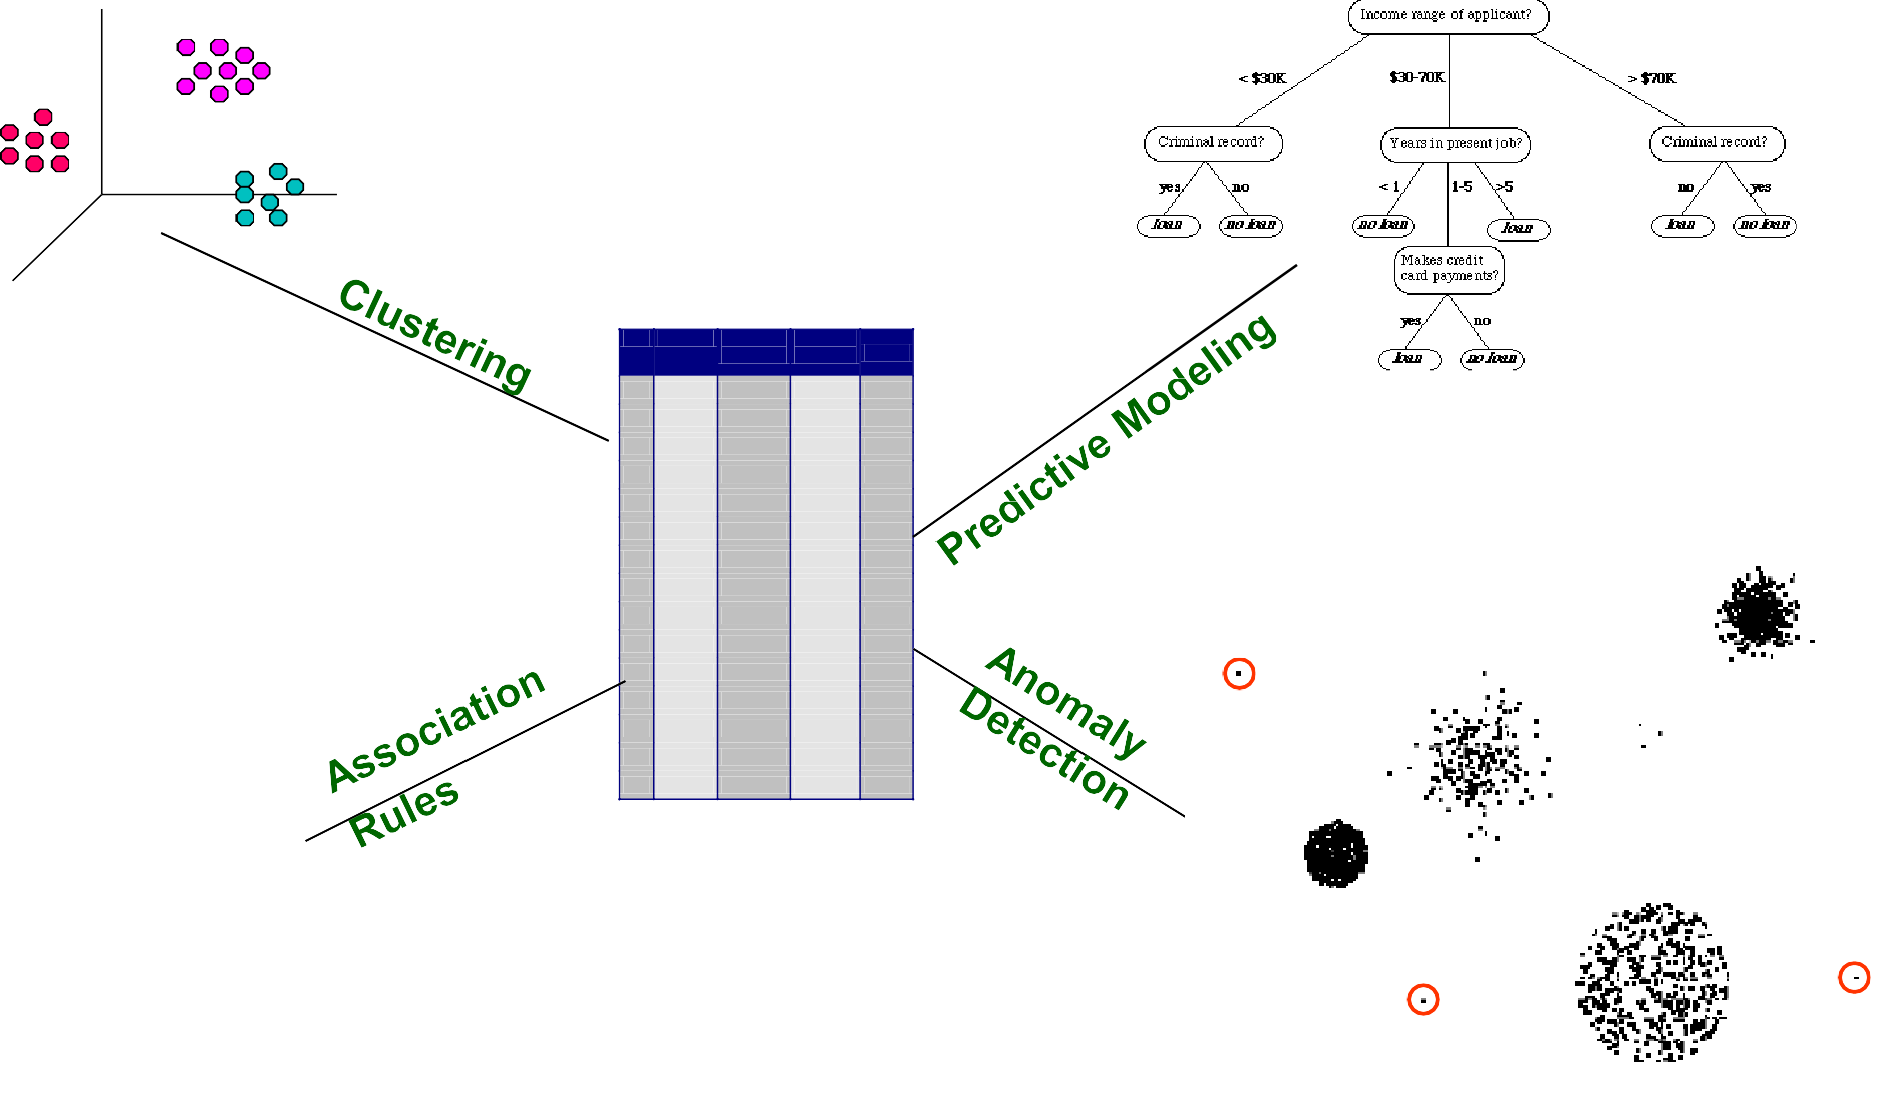 Income range of applicant?
< $30K
$30-70K
> $70K
Criminal record?
Years in present job?
Criminal record?
yes
no
< 1
1-5
>5
no
yes
loan
no loan
no loan
loan
loan
no loan
Makes credit
card payments?
yes
no
loan
no loan
Clustering
Predictive Modeling
Association
Rules
Anomaly
Detection